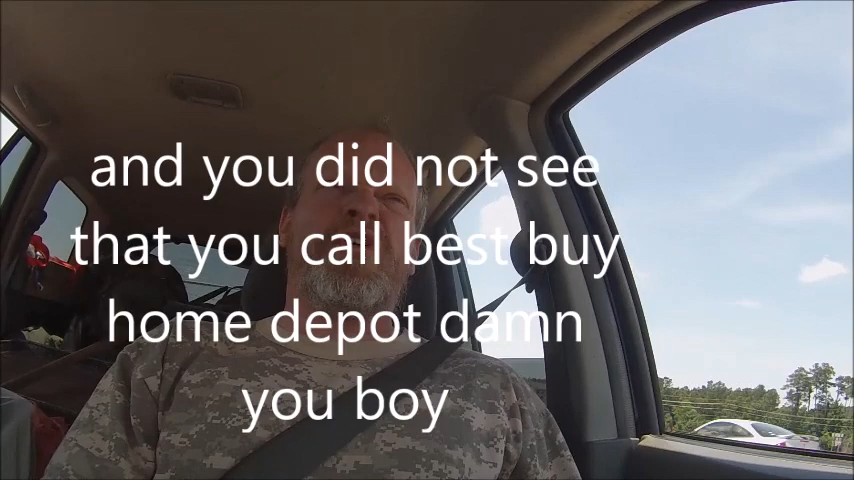 and you did not see
that you call best buy
home depot damn
you boy